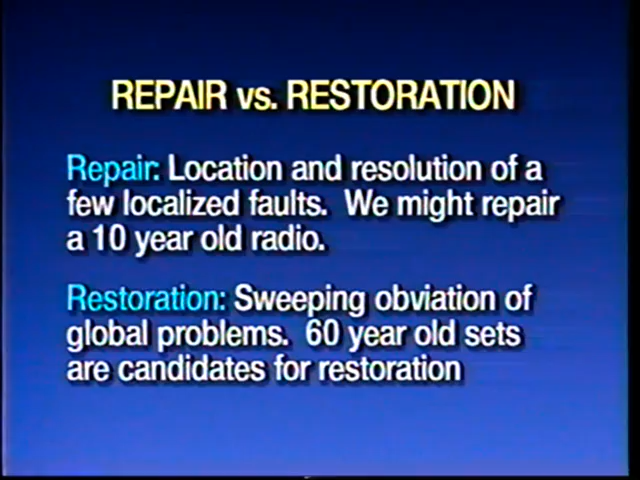 REPAIR vs. RESTORATION
Repair: Location and resolution of a
few localized faults. We might repair
a 10 year old radio.
Restoration: Sweeping obviation of
global problems. 60 year old sets
are candidates for restoration